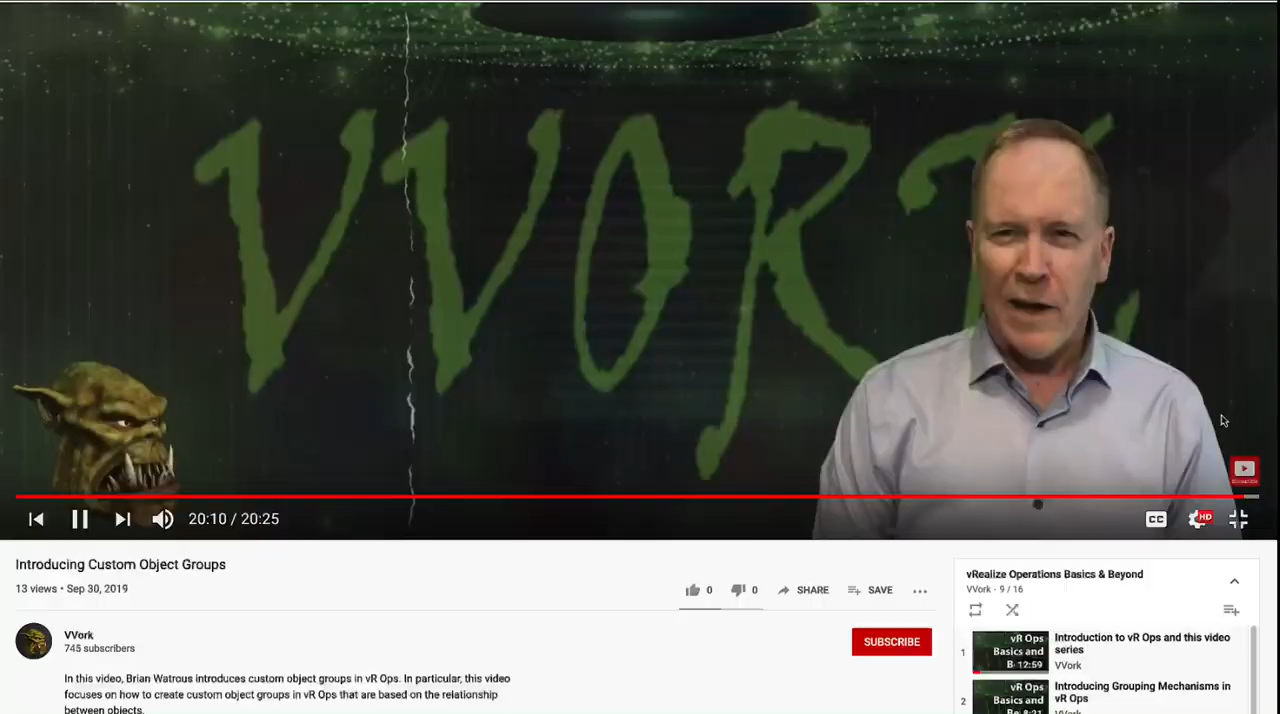 VVORK
20:10 / 20:25
CC
HD
Introducing Custom Object Groups
13 views • Sep 30, 2019
0
0
SHARE
SAVE
VVork
745 subscribers
SUBSCRIBE
In this video, Brian Watrous introduces custom object groups in vR Ops. In particular, this video
focuses on how to create custom object groups in vR Ops that are based on the relationship
between objects.
vRealize Operations Basics & Beyond
VVork - 9 / 16
1
vR Ops
Basics and
12:59
Introduction to vR Ops and this video
series
VVork
2
vR Ops
Basics and
8:21
Introducing Grouping Mechanisms in
vR Ops
VVork